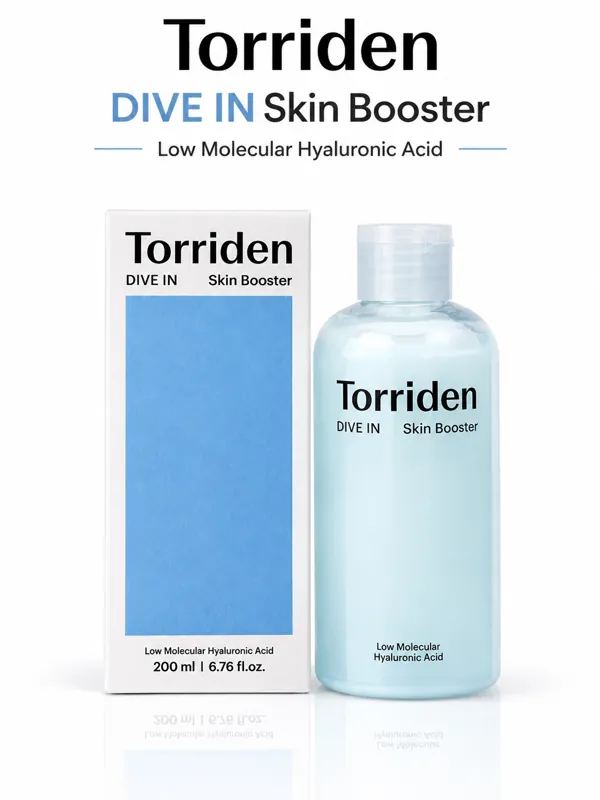 Torriden
DIVE IN Skin Booster
Low Molecular Hyaluronic Acid
Torriden
DIVE IN Skin Booster
Low Molecular Hyaluronic Acid
200 ml | 6.76 fl.oz.
Torriden
DIVE IN Skin Booster
Low Molecular
Hyaluronic Acid